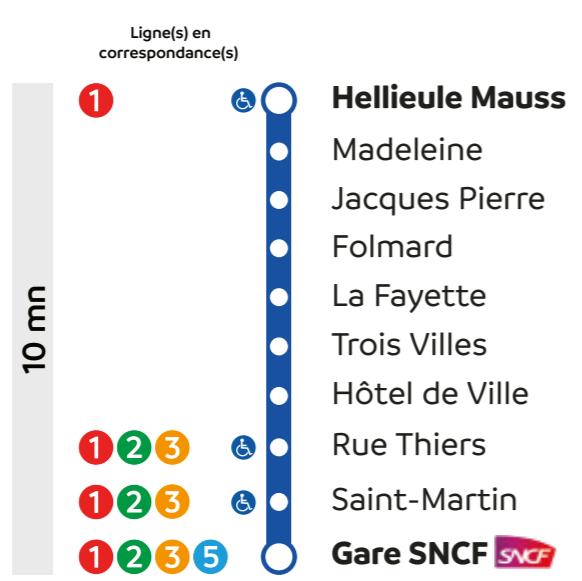 Ligne(s) en
correspondance(s)
10 mn
1 Hellieule Mauss
Madeleine
Jacques Pierre
Folmard
La Fayette
Trois Villes
Hôtel de Ville
1 2 3 Rue Thiers
1 2 3 Saint-Martin
1 2 3 5 Gare SNCF SNCF